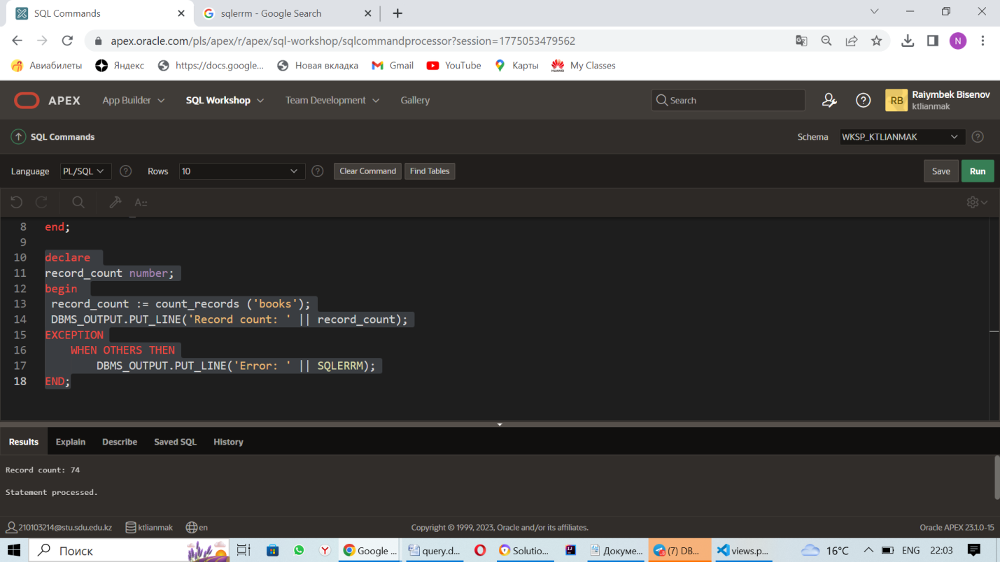 SQL Commands
sqlerrm - Google Search
apex.oracle.com/pls/apex/r/apex/sql-workshop/sqlcommandprocessor?session=1775053479562
N
Авиабилеты Яндекс https://docs.google... Новая вкладка Gmail YouTube Карты HUAWEI My Classes
APEX App Builder SQL Workshop Team Development Gallery Search RB Raiymbek Bisenov
ktlianmak
SQL Commands Schema WKSP_KTLIANMAK
Language PL/SQL Rows 10 Clear Command Find Tables Save Run
8 end;
9
10 declare
11 record_count number;
12 begin
13 record_count := count_records ('books');
14 DBMS_OUTPUT.PUT_LINE('Record count: ' || record_count);
15 EXCEPTION
16 WHEN OTHERS THEN
17 DBMS_OUTPUT.PUT_LINE('Error: ' || SQLERRM);
18 END;
Results Explain Describe Saved SQL History
Record count: 74
Statement processed.
210103214@stu.sdu.edu.kz ktlianmak en Copyright © 1999, 2023, Oracle and/or its affiliates. Oracle APEX 23.1.0-15
Поиск Google ... query.d... Solutio... Докуме... (7) DB... views.p... 16°C ENG 22:03